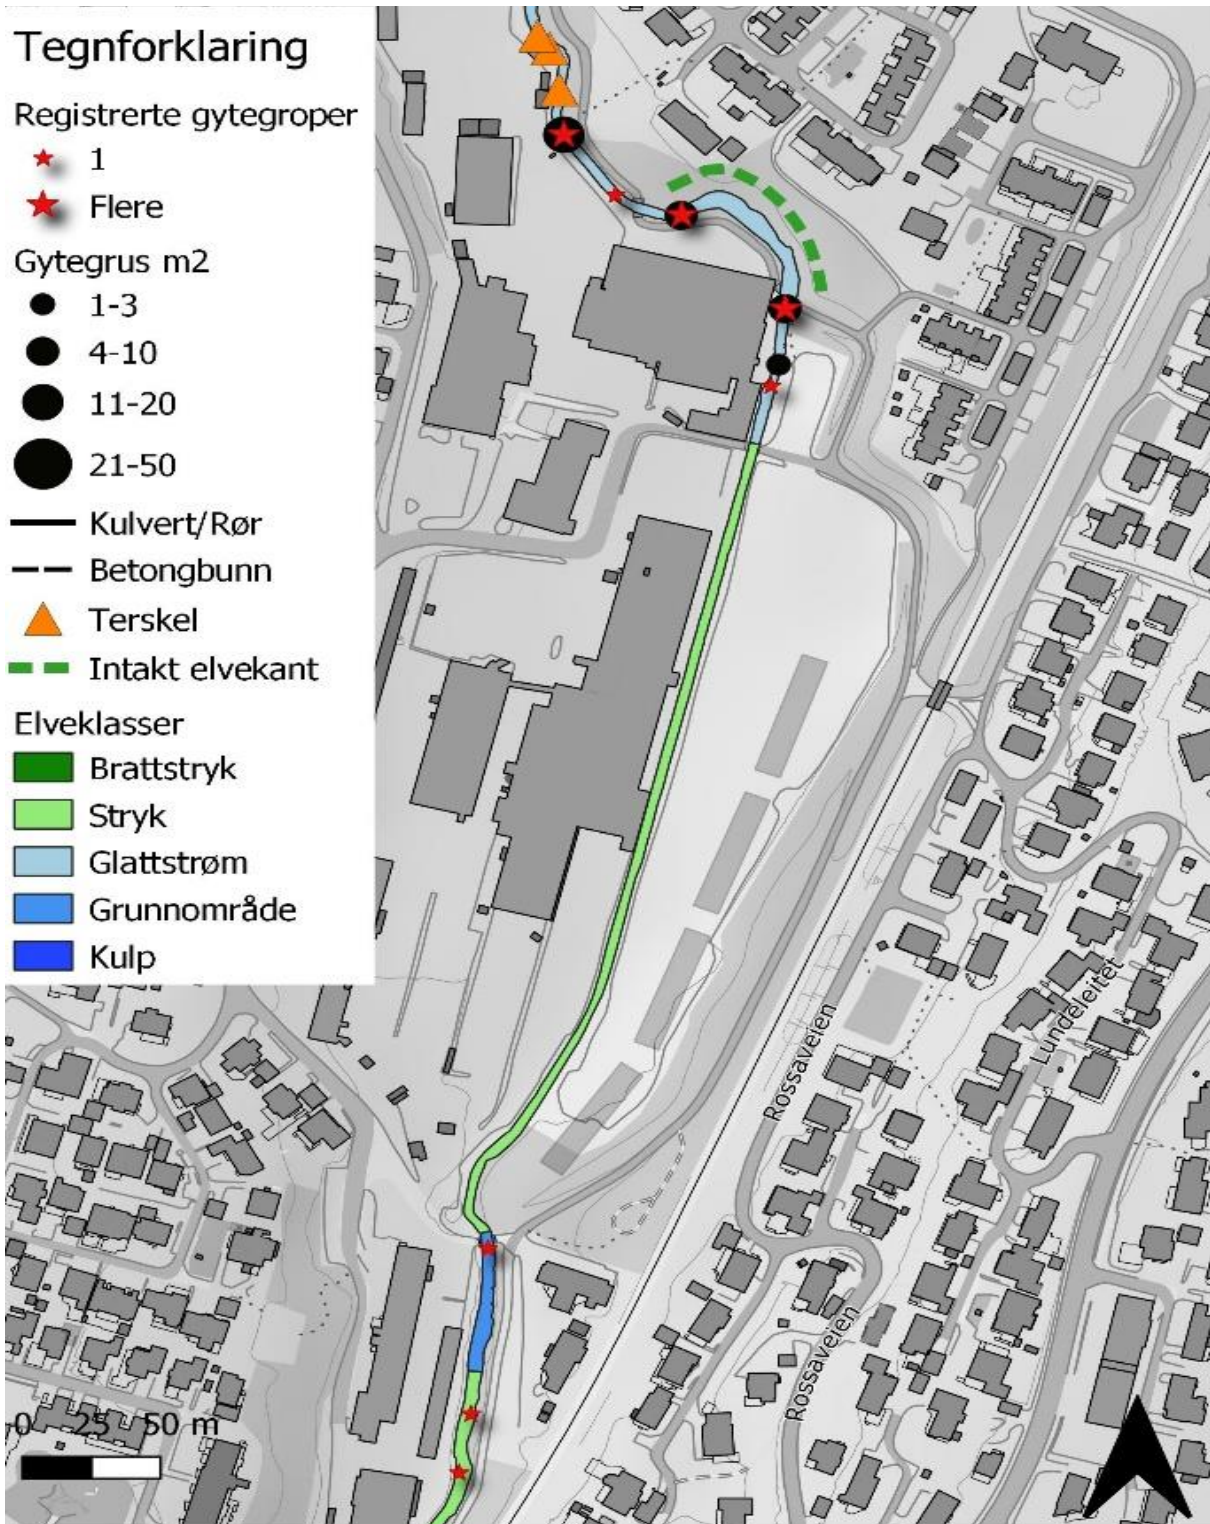 Tegnforklaring
Registrerte gytegroper
1
Flere
Gytegrus m2
1-3
4-10
11-20
21-50
Kulvert/Rør
Betongbunn
Terskel
Intakt elvekant
Elveklasser
Brattstryk
Stryk
Glattstrøm
Grunnområde
Kulp
Lundeleitet
Rossaveien
Rossaveien
0 25 50 m